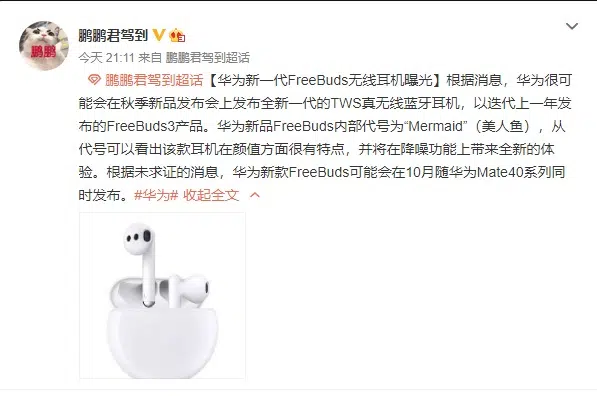 鹏鹏君驾到
今天 21:11 来自 鹏鹏君驾到超话
鹏鹏君驾到超话【华为新一代FreeBuds无线耳机曝光】根据消息，华为很可
能会在秋季新品发布会上发布全新一代的TWS真无线蓝牙耳机，以迭代上一年发
布的FreeBuds3产品。华为新品FreeBuds内部代号为“Mermaid”（美人鱼），从
代号可以看出该款耳机在颜值方面很有特点，并将在降噪功能上带来全新的体
验。根据未求证的消息，华为新款FreeBuds可能会在10月随华为Mate40系列同
时发布。#华为# 收起全文
鹏鹏